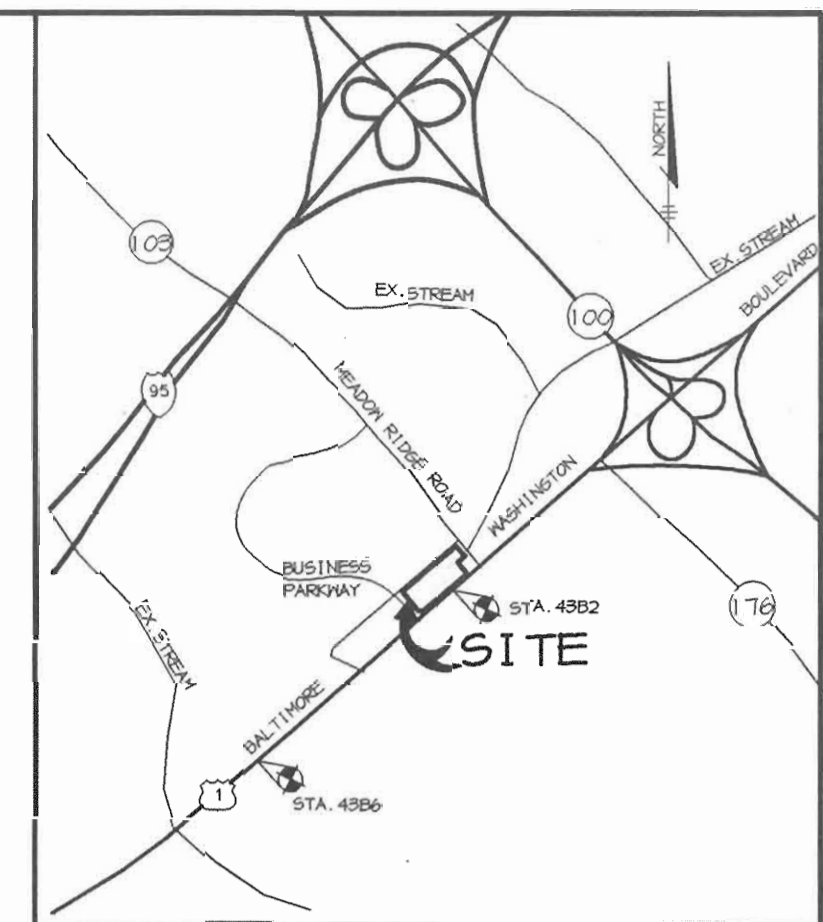 NORTH
103
EX. STREAM
BOULEVARD
EX. STREAM
100
95
MEADOW RIDGE ROAD
WASHINGTON
BUSINESS
PARKWAY
STA. 43B2
176
SITE
EX. STREAM
BALTIMORE
1
STA. 43B6